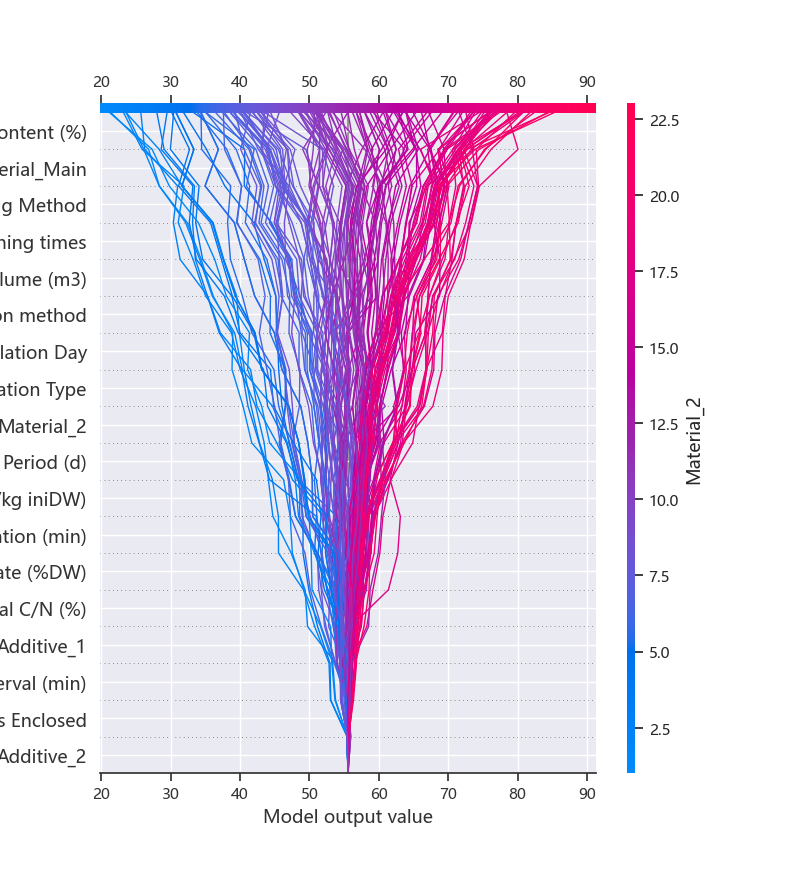 20 30 40 50 60 70 80 90
ontent (%)
erial_Main
g Method
ning times
lume (m3)
on method
lation Day
ation Type
Material_2
Period (d)
/kg iniDW)
ation (min)
ate (%DW)
al C/N (%)
Additive_1
erval (min)
s Enclosed
Additive_2
20 30 40 50 60 70 80 90
Model output value
22.5
20.0
17.5
15.0
12.5
10.0
7.5
5.0
2.5
Material_2